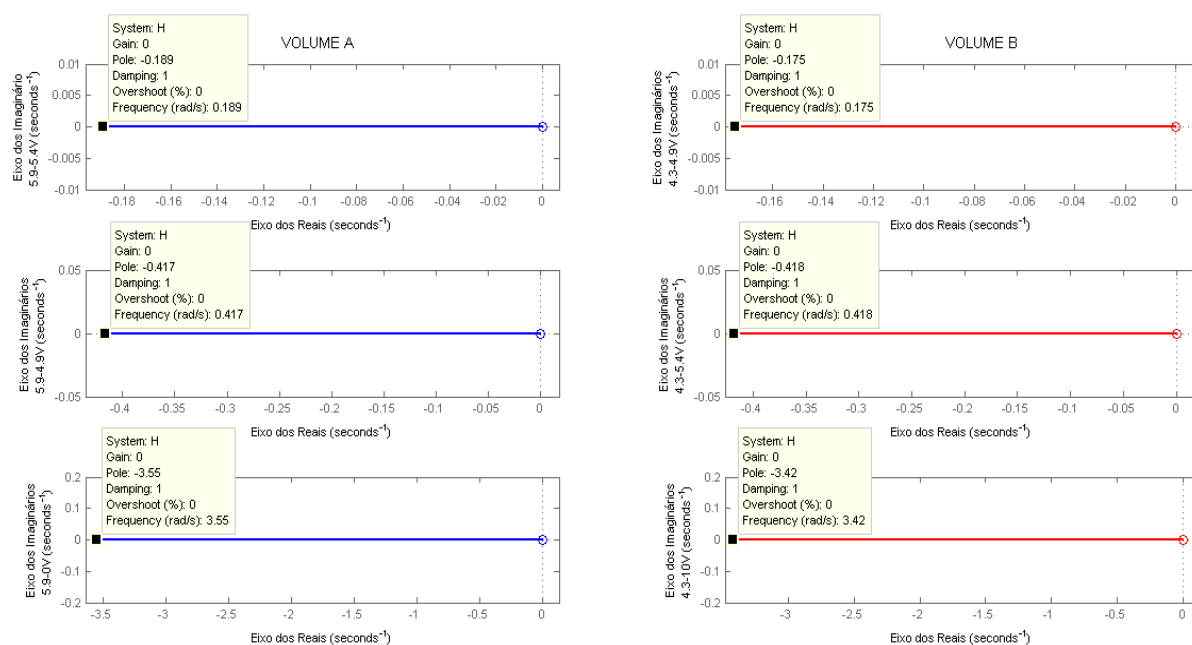 VOLUME A
System: H
Gain: 0
Pole: -0.189
Damping: 1
Overshoot (%): 0
Frequency (rad/s): 0.189
Eixo dos Imaginário
5.9-5.4V (seconds⁻¹)
0.01
0.005
0
-0.005
-0.01
-0.18 -0.16 -0.14 -0.12 -0.1 -0.08 -0.06 -0.04 -0.02 0
Eixo dos Reais (seconds⁻¹)
System: H
Gain: 0
Pole: -0.417
Damping: 1
Overshoot (%): 0
Frequency (rad/s): 0.417
Eixo dos Imaginários
5.9-4.9V (seconds⁻¹)
0.05
0
-0.05
-0.4 -0.35 -0.3 -0.25 -0.2 -0.15 -0.1 -0.05 0
Eixo dos Reais (seconds⁻¹)
System: H
Gain: 0
Pole: -3.55
Damping: 1
Overshoot (%): 0
Frequency (rad/s): 3.55
Eixo dos Imaginários
5.9-0V (seconds⁻¹)
0.2
0.1
0
-0.1
-0.2
-3.5 -3 -2.5 -2 -1.5 -1 -0.5 0
Eixo dos Reais (seconds⁻¹)
VOLUME B
System: H
Gain: 0
Pole: -0.175
Damping: 1
Overshoot (%): 0
Frequency (rad/s): 0.175
Eixo dos Imaginários
4.3-4.9V (seconds⁻¹)
0.01
0.005
0
-0.005
-0.01
-0.16 -0.14 -0.12 -0.1 -0.08 -0.06 -0.04 -0.02 0
Eixo dos Reais (seconds⁻¹)
System: H
Gain: 0
Pole: -0.418
Damping: 1
Overshoot (%): 0
Frequency (rad/s): 0.418
Eixo dos Imaginários
4.3-5.4V (seconds⁻¹)
0.05
0
-0.05
-0.4 -0.35 -0.3 -0.25 -0.2 -0.15 -0.1 -0.05 0
Eixo dos Reais (seconds⁻¹)
System: H
Gain: 0
Pole: -3.42
Damping: 1
Overshoot (%): 0
Frequency (rad/s): 3.42
Eixo dos Imaginários
4.3-10V (seconds⁻¹)
0.2
0.1
0
-0.1
-0.2
-3 -2.5 -2 -1.5 -1 -0.5 0
Eixo dos Reais (seconds⁻¹)